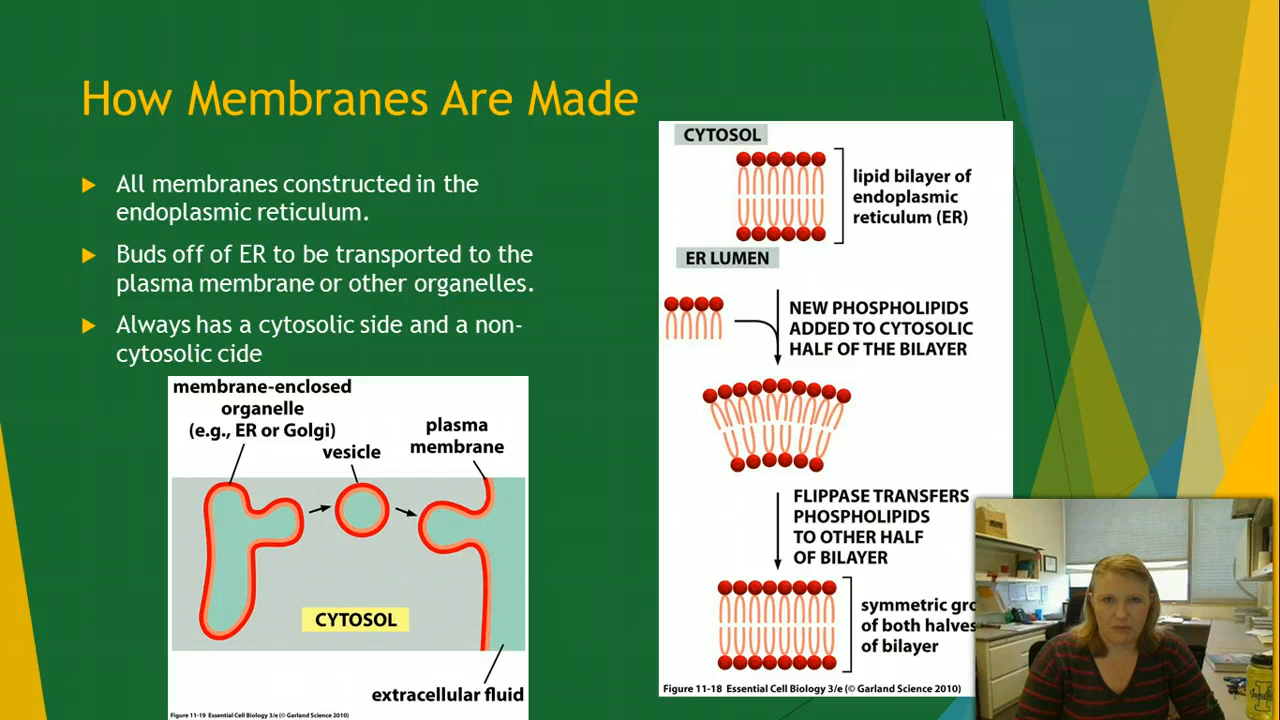 How Membranes Are Made
All membranes constructed in the
endoplasmic reticulum.
Buds off of ER to be transported to the
plasma membrane or other organelles.
Always has a cytosolic side and a non-
cytosolic cide
membrane-enclosed
organelle
(e.g., ER or Golgi)
vesicle
plasma
membrane
CYTOSOL
extracellular fluid
Figure 11-19 Essential Cell Biology 3/e (© Garland Science 2010)
CYTOSOL
lipid bilayer of
endoplasmic
reticulum (ER)
ER LUMEN
NEW PHOSPHOLIPIDS
ADDED TO CYTOSOLIC
HALF OF THE BILAYER
FLIPPASE TRANSFERS
PHOSPHOLIPIDS
TO OTHER HALF
OF BILAYER
symmetric gro
of both halves
of bilayer
Figure 11-18 Essential Cell Biology 3/e (© Garland Science 2010)